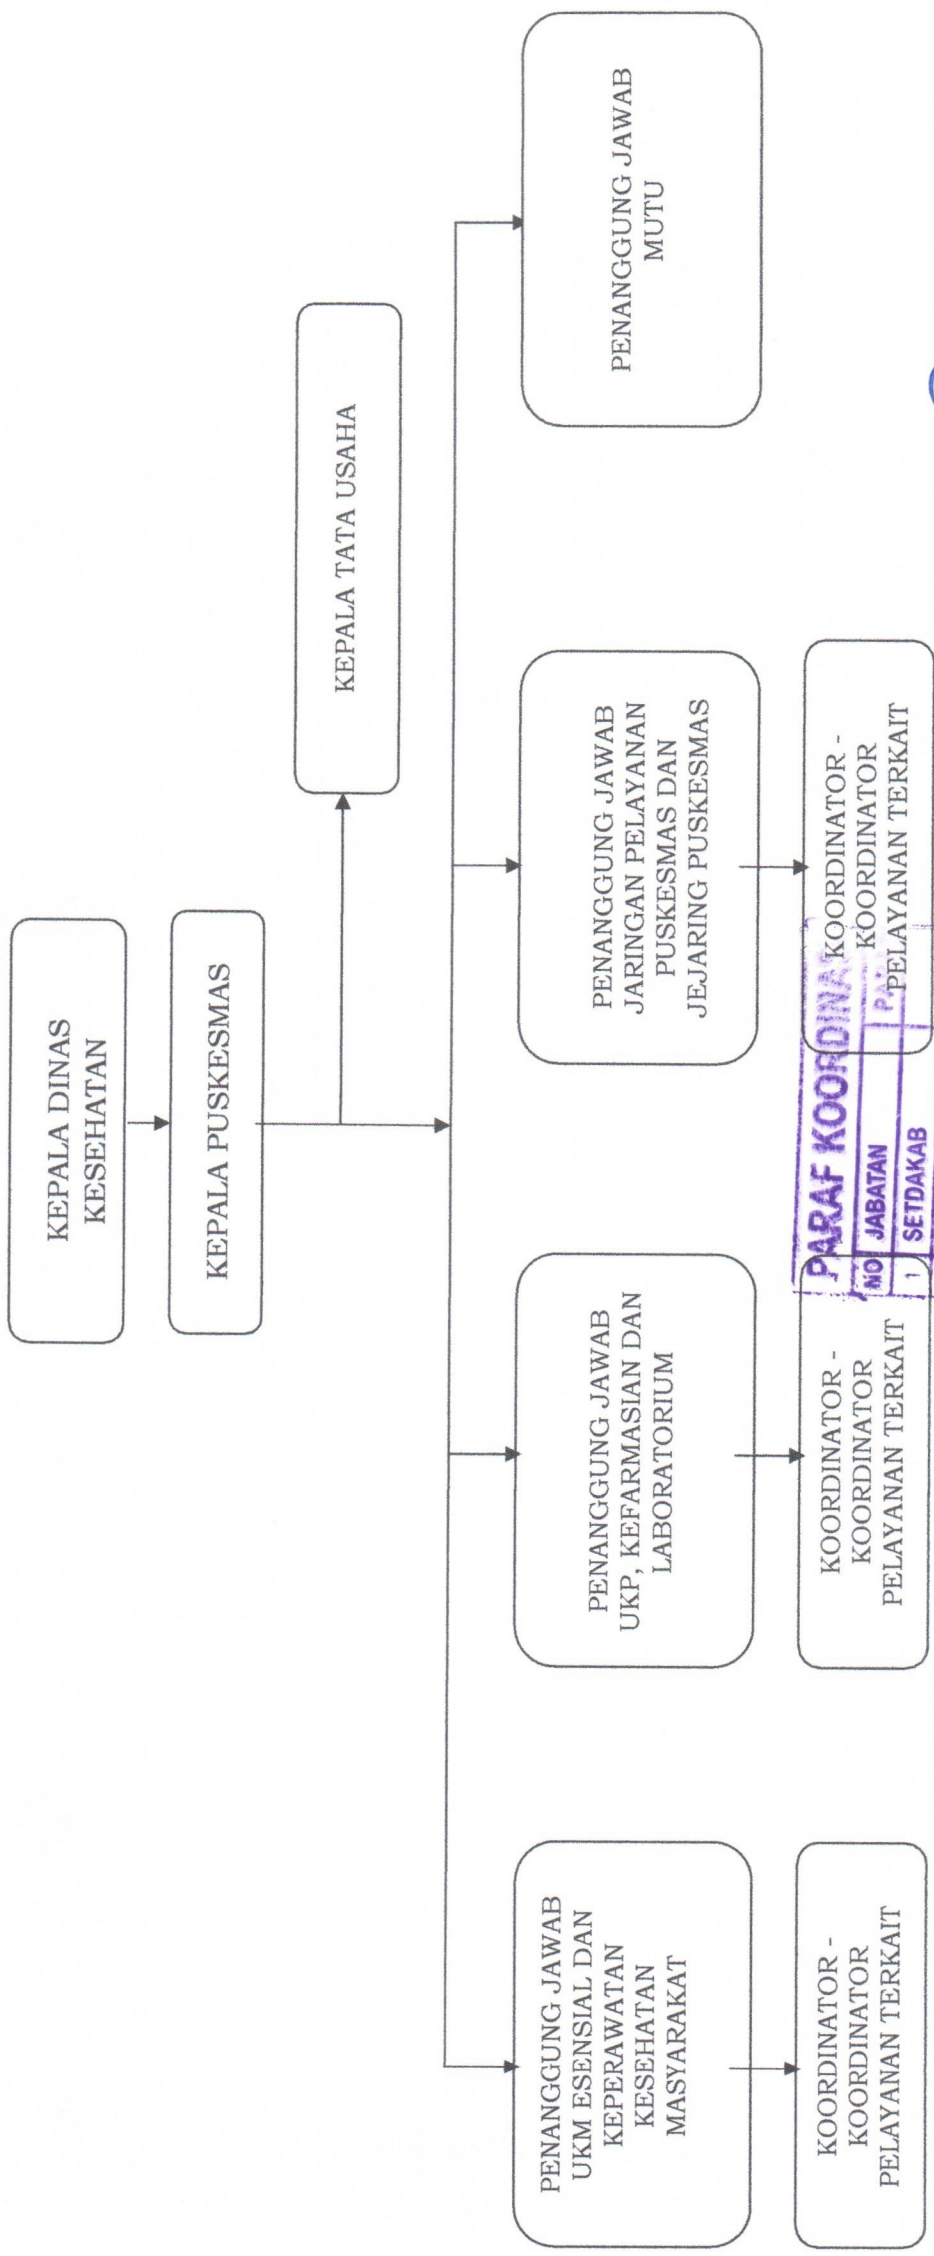 KEPALA DINAS
KESEHATAN
KEPALA PUSKESMAS
KEPALA TATA USAHA
PENANGGUNG JAWAB
UKM ESENSIAL DAN
KEPERAWATAN
KESEHATAN
MASYARAKAT
PENANGGUNG JAWAB
UKP, KEFARMASIAN DAN
LABORATORIUM
PENANGGUNG JAWAB
JARINGAN PELAYANAN
PUSKESMAS DAN
JEJARING PUSKESMAS
PENANGGUNG JAWAB
MUTU
KOORDINATOR -
KOORDINATOR
PELAYANAN TERKAIT
KOORDINATOR -
KOORDINATOR
PELAYANAN TERKAIT
KOORDINATOR -
KOORDINATOR
PELAYANAN TERKAIT
PARAF KOORDINAS
NO JABATAN
1 SETDAKAB